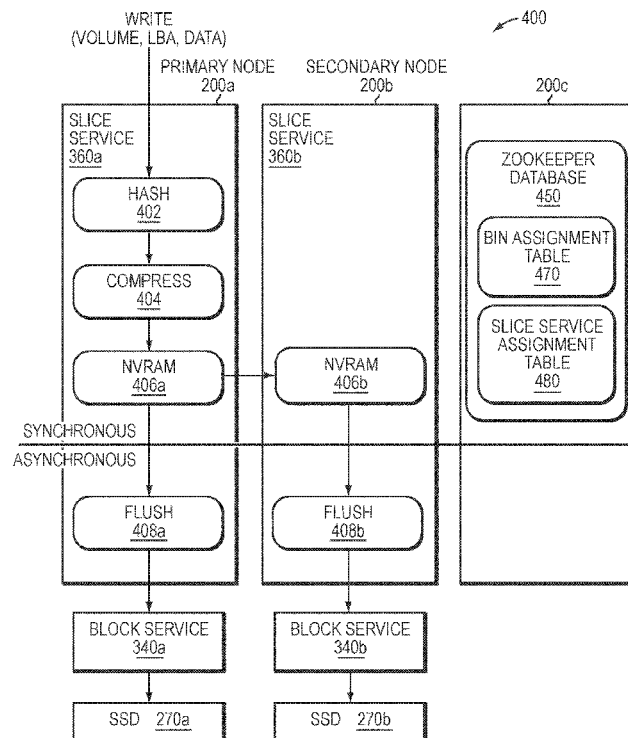 WRITE
(VOLUME, LBA, DATA)
400
PRIMARY NODE
200a
SECONDARY NODE
200b
200c
SLICE
SERVICE
360a
HASH
402
COMPRESS
404
NVRAM
406a
SLICE
SERVICE
360b
NVRAM
406b
ZOOKEEPER
DATABASE
450
BIN ASSIGNMENT
TABLE
470
SLICE SERVICE
ASSIGNMENT
TABLE
480
SYNCHRONOUS
ASYNCHRONOUS
FLUSH
408a
FLUSH
408b
BLOCK SERVICE
340a
BLOCK SERVICE
340b
SSD 270a
SSD 270b